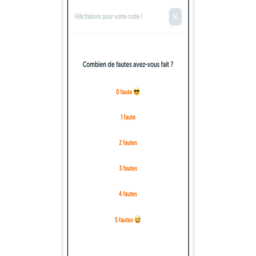 Félicitations pour votre code !
Combien de fautes avez-vous fait ?
0 faute 😎
1 faute
2 fautes
3 fautes
4 fautes
5 fautes 😅